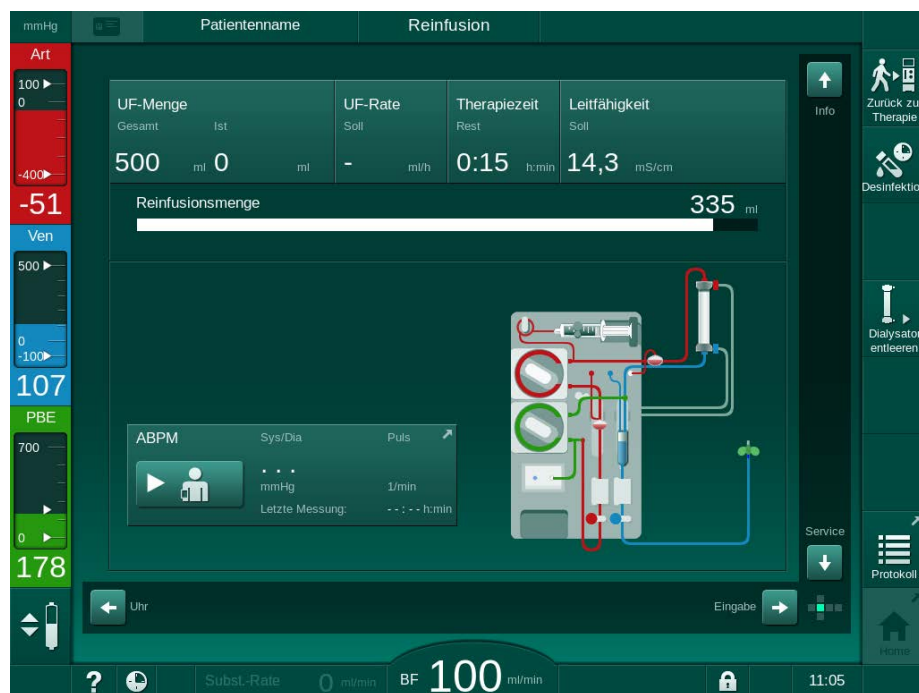 mmHg
Patientenname
Reinfusion
Art
100
0
-400
-51
Ven
500
0
-100
107
PBE
700
0
178
UF-Menge
Gesamt Ist
500 ml 0 ml
UF-Rate
Soll
- ml/h
Therapiezeit
Rest
0:15 h:min
Leitfähigkeit
Soll
14,3 mS/cm
Reinfusionsmenge 335 ml
ABPM Sys/Dia Puls
. . .
mmHg 1/min
Letzte Messung: --:-- h:min
Info
Service
Uhr
Eingabe
Zurück zu
Therapie
Desinfektio
Dialysator
entleeren
Protokoll
Home
? Subst.-Rate 0 ml/min BF 100 ml/min 11:05